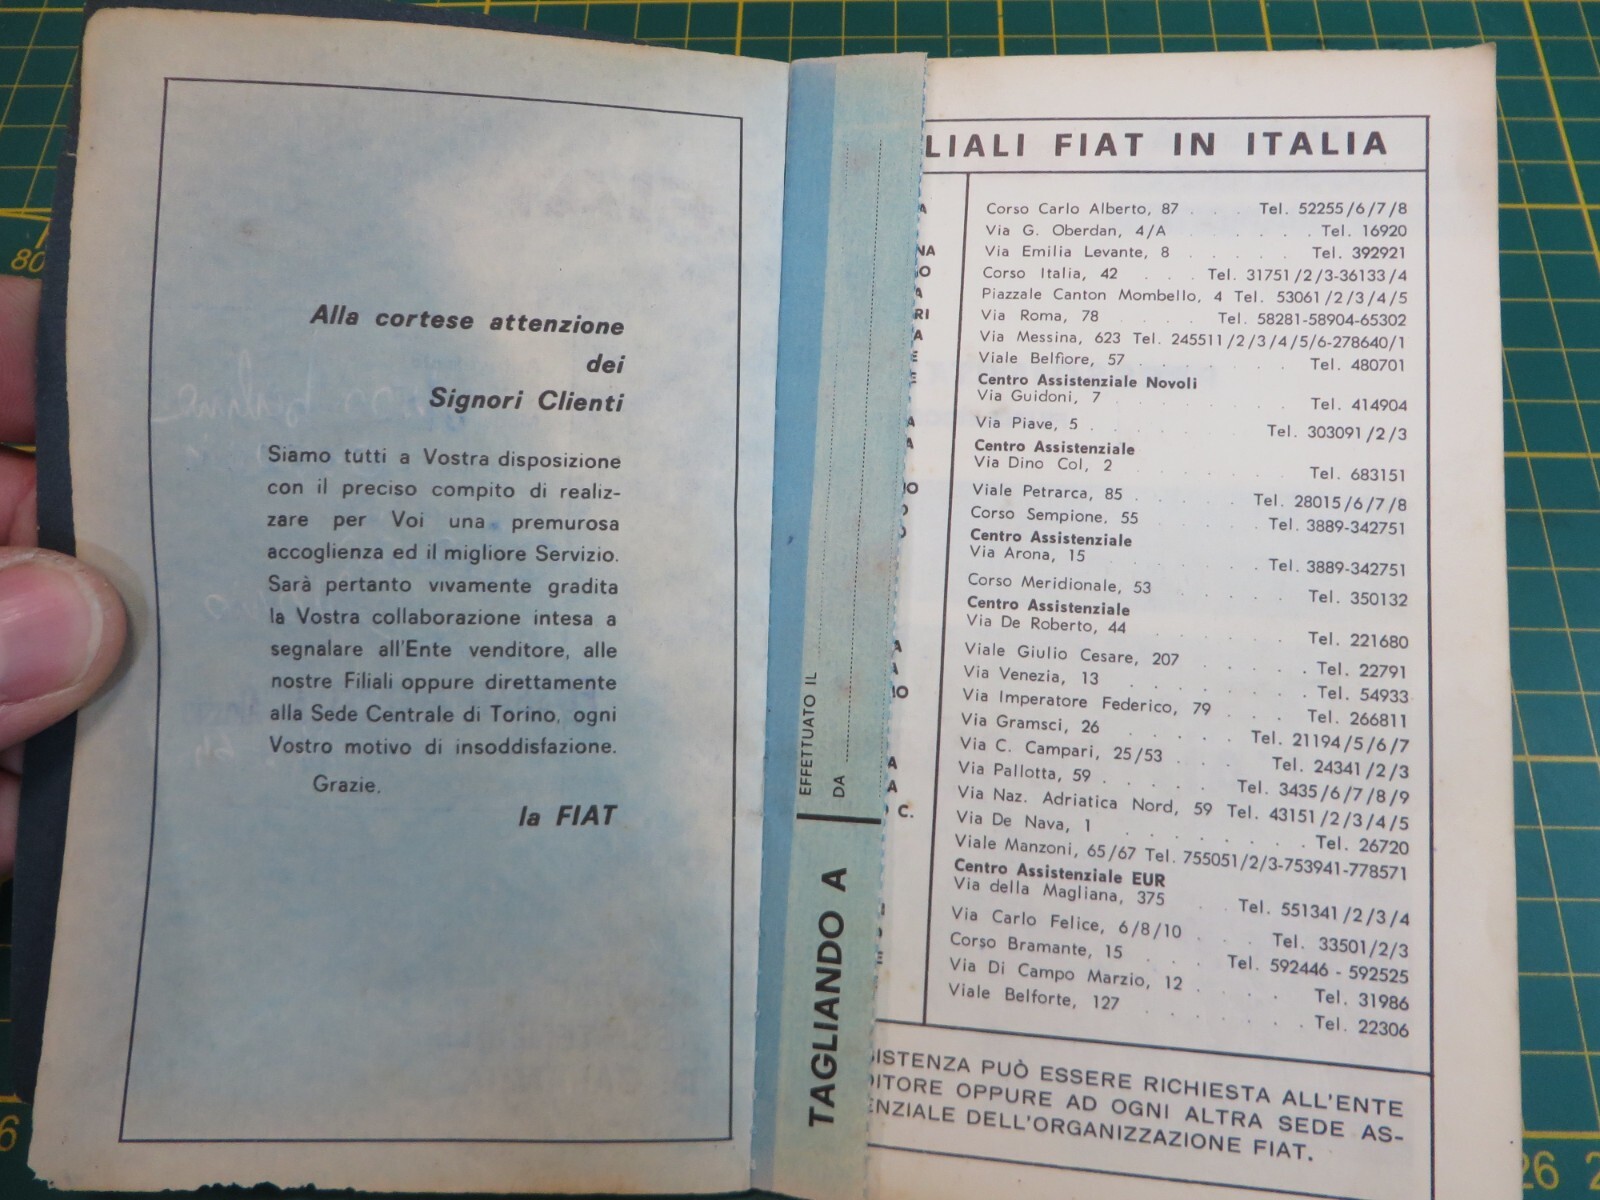 Alla cortese attenzione
dei
Signori Clienti
Siamo tutti a Vostra disposizione
con il preciso compito di realiz-
zare per Voi una premurosa
accoglienza ed il migliore Servizio.
Sarà pertanto vivamente gradita
la Vostra collaborazione intesa a
segnalare all'Ente venditore, alle
nostre Filiali oppure direttamente
alla Sede Centrale di Torino, ogni
Vostro motivo di insoddisfazione.
Grazie.
la FIAT
TAGLIANDO A
EFFETTUATO IL
DA
LIALI FIAT IN ITALIA
Corso Carlo Alberto, 87 . . . Tel. 52255/6/7/8
Via G. Oberdan, 4/A . . . . . . Tel. 16920
Via Emilia Levante, 8 . . . . . Tel. 392921
Corso Italia, 42 . . . Tel. 31751/2/3-36133/4
Piazzale Canton Mombello, 4 Tel. 53061/2/3/4/5
Via Roma, 78 . . . . Tel. 58281-58904-65302
Via Messina, 623 Tel. 245511/2/3/4/5/6-278640/1
Viale Belfiore, 57 . . . . . . Tel. 480701
Centro Assistenziale Novoli
Via Guidoni, 7 . . . . . . . Tel. 414904
Via Piave, 5 . . . . . . Tel. 303091/2/3
Centro Assistenziale
Via Dino Col, 2 . . . . . . Tel. 683151
Viale Petrarca, 85 . . . . . Tel. 28015/6/7/8
Corso Sempione, 55 . . . . . Tel. 3889-342751
Centro Assistenziale
Via Arona, 15 . . . . . . Tel. 3889-342751
Corso Meridionale, 53 . . . . . Tel. 350132
Centro Assistenziale
Via De Roberto, 44 . . . . . . Tel. 221680
Viale Giulio Cesare, 207 . . . . . Tel. 22791
Via Venezia, 13 . . . . . . . Tel. 54933
Via Imperatore Federico, 79 . . . . Tel. 266811
Via Gramsci, 26 . . . . . Tel. 21194/5/6/7
Via C. Campari, 25/53 . . . . Tel. 24341/2/3
Via Pallotta, 59 . . . . . Tel. 3435/6/7/8/9
Via Naz. Adriatica Nord, 59 Tel. 43151/2/3/4/5
Via De Nava, 1 . . . . . . . Tel. 26720
Viale Manzoni, 65/67 Tel. 755051/2/3-753941-778571
Centro Assistenziale EUR
Via della Magliana, 375 . . Tel. 551341/2/3/4
Via Carlo Felice, 6/8/10 . . . Tel. 33501/2/3
Corso Bramante, 15 . . . Tel. 592446 - 592525
Via Di Campo Marzio, 12 . . . . Tel. 31986
Viale Belforte, 127 . . . . . . Tel. 22306
ISTENZA PUÒ ESSERE RICHIESTA ALL'ENTE
DITORE OPPURE AD OGNI ALTRA SEDE AS-
ENZIALE DELL'ORGANIZZAZIONE FIAT.
80
26